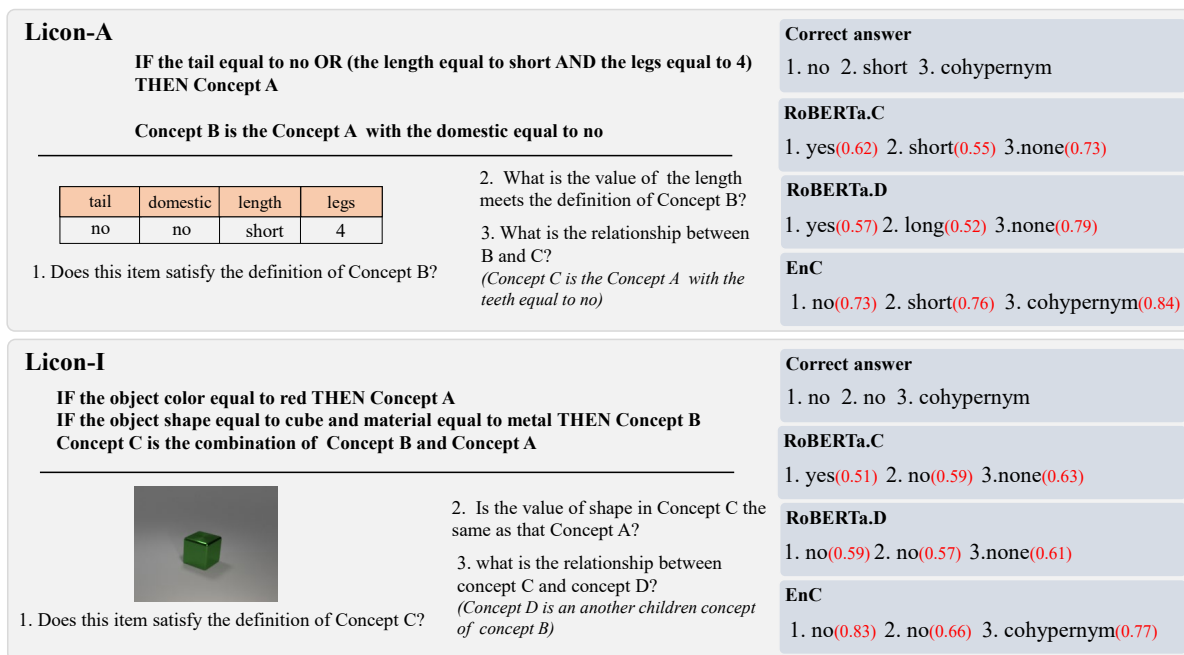 Licon-A
IF the tail equal to no OR (the length equal to short AND the legs equal to 4)
THEN Concept A
Concept B is the Concept A with the domestic equal to no
tail domestic length legs
no no short 4
1. Does this item satisfy the definition of Concept B?
2. What is the value of the length
meets the definition of Concept B?
3. What is the relationship between
B and C?
(Concept C is the Concept A with the
teeth equal to no)
Correct answer
1. no 2. short 3. cohypernym
RoBERTa.C
1. yes(0.62) 2. short(0.55) 3.none(0.73)
RoBERTa.D
1. yes(0.57) 2. long(0.52) 3.none(0.79)
EnC
1. no(0.73) 2. short(0.76) 3. cohypernym(0.84)
Licon-I
IF the object color equal to red THEN Concept A
IF the object shape equal to cube and material equal to metal THEN Concept B
Concept C is the combination of Concept B and Concept A
1. Does this item satisfy the definition of Concept C?
2. Is the value of shape in Concept C the
same as that Concept A?
3. what is the relationship between
concept C and concept D?
(Concept D is an another children concept
of concept B)
Correct answer
1. no 2. no 3. cohypernym
RoBERTa.C
1. yes(0.51) 2. no(0.59) 3.none(0.63)
RoBERTa.D
1. no(0.59) 2. no(0.57) 3.none(0.61)
EnC
1. no(0.83) 2. no(0.66) 3. cohypernym(0.77)